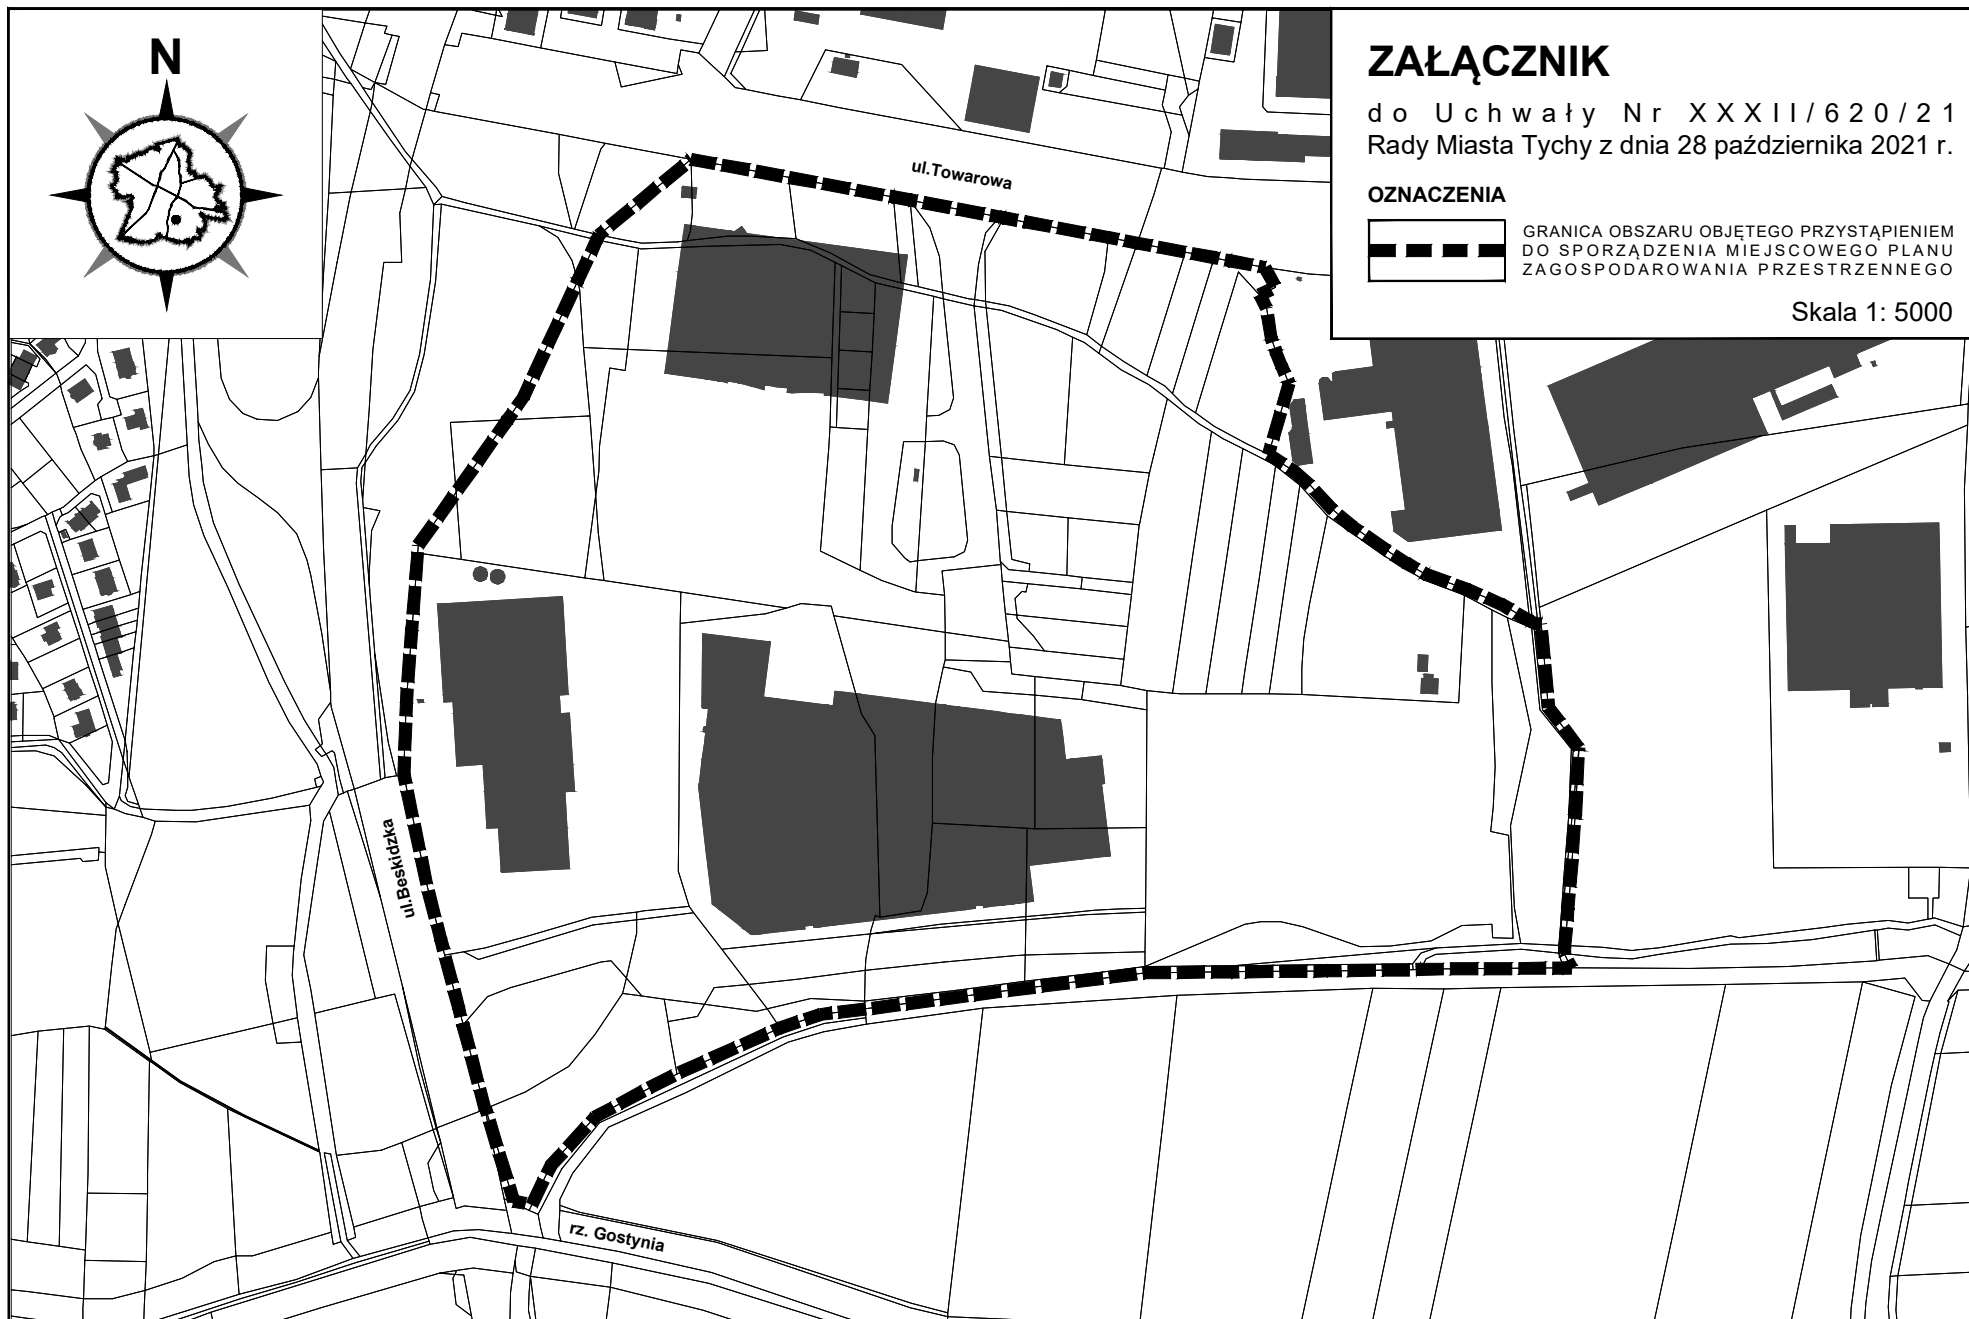 N
ZAŁĄCZNIK
do Uchwały Nr XXXII/620/21
Rady Miasta Tychy z dnia 28 października 2021 r.
OZNACZENIA
GRANICA OBSZARU OBJĘTEGO PRZYSTĄPIENIEM
DO SPORZĄDZENIA MIEJSCOWEGO PLANU
ZAGOSPODAROWANIA PRZESTRZENNEGO
Skala 1: 5000
ul.Towarowa
ul.Beskidzka
rz. Gostynia